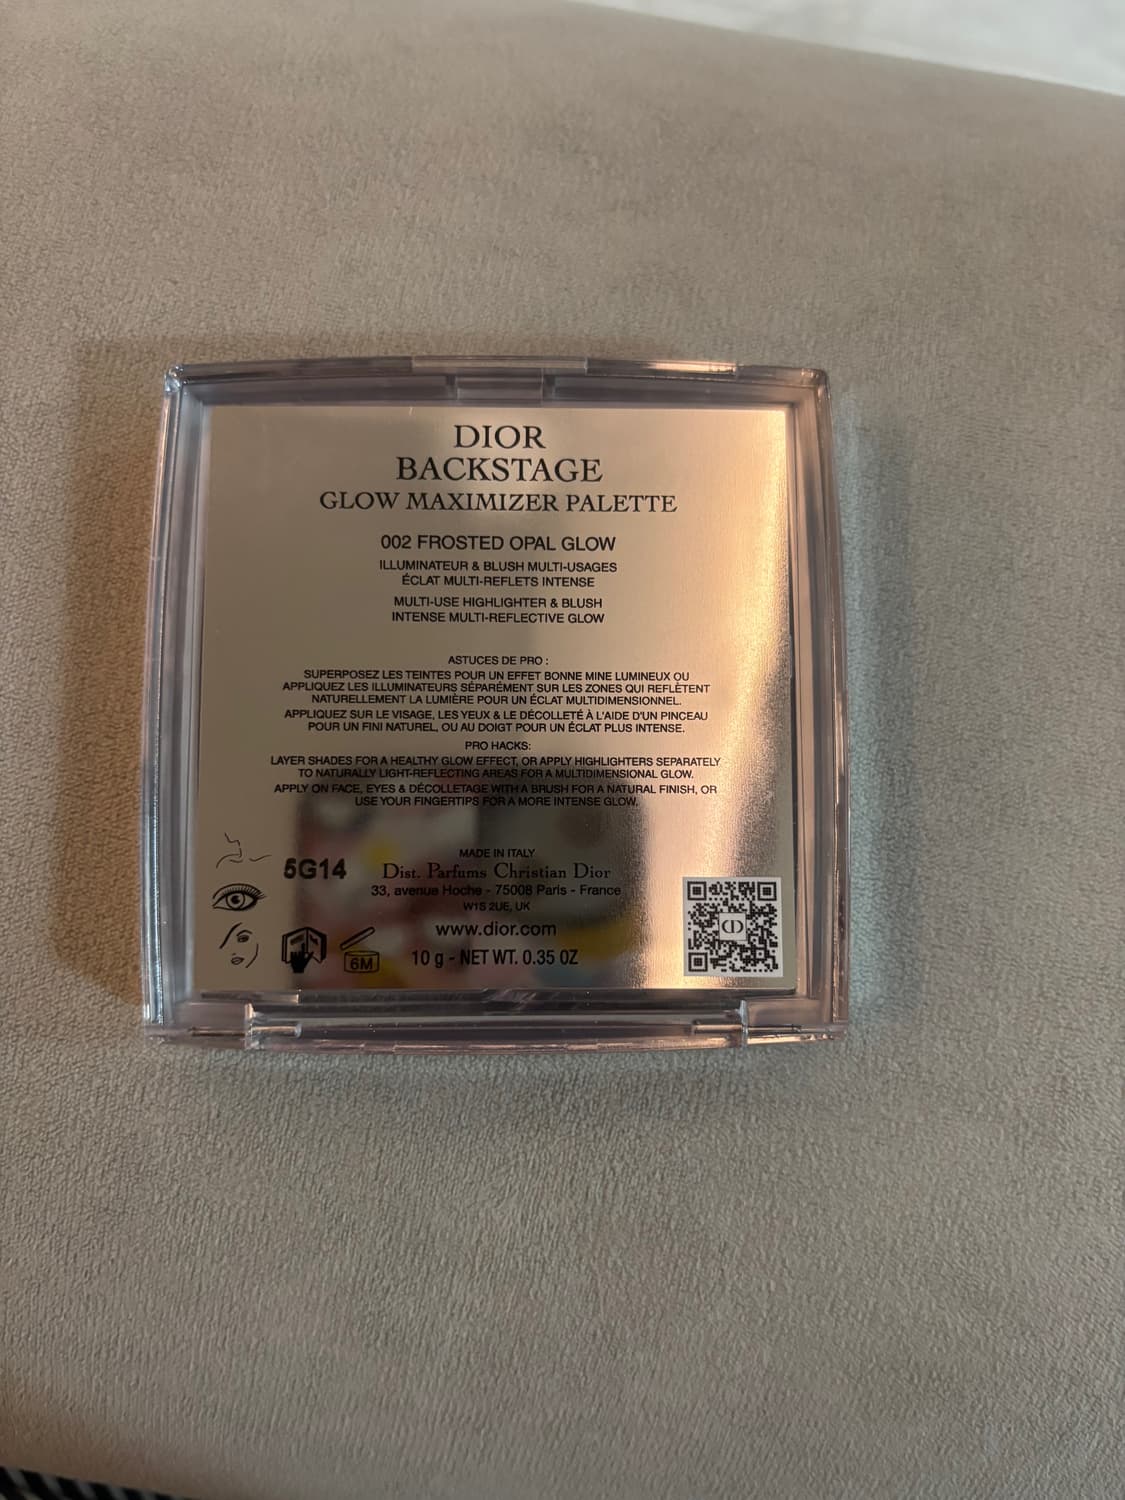 DIOR
BACKSTAGE
GLOW MAXIMIZER PALETTE
002 FROSTED OPAL GLOW
ILLUMINATEUR & BLUSH MULTI-USAGES
ÉCLAT MULTI-REFLETS INTENSE
MULTI-USE HIGHLIGHTER & BLUSH
INTENSE MULTI-REFLECTIVE GLOW
ASTUCES DE PRO :
SUPERPOSEZ LES TEINTES POUR UN EFFET BONNE MINE LUMINEUX OU
APPLIQUEZ LES ILLUMINATEURS SÉPARÉMENT SUR LES ZONES QUI REFLÈTENT
NATURELLEMENT LA LUMIÈRE POUR UN ÉCLAT MULTIDIMENSIONNEL.
APPLIQUEZ SUR LE VISAGE, LES YEUX & LE DÉCOLLETÉ À L'AIDE D'UN PINCEAU
POUR UN FINI NATUREL, OU AU DOIGT POUR UN ÉCLAT PLUS INTENSE.
PRO HACKS:
LAYER SHADES FOR A HEALTHY GLOW EFFECT, OR APPLY HIGHLIGHTERS SEPARATELY
TO NATURALLY LIGHT-REFLECTING AREAS FOR A MULTIDIMENSIONAL GLOW.
APPLY ON FACE, EYES & DÉCOLLETAGE WITH A BRUSH FOR A NATURAL FINISH, OR
USE YOUR FINGERTIPS FOR A MORE INTENSE GLOW.
MADE IN ITALY
5G14
Dist. Parfums Christian Dior
33, avenue Hoche - 75008 Paris - France
W1S 2UE, UK
www.dior.com
6M
10 g - NET WT. 0.35 OZ
CD